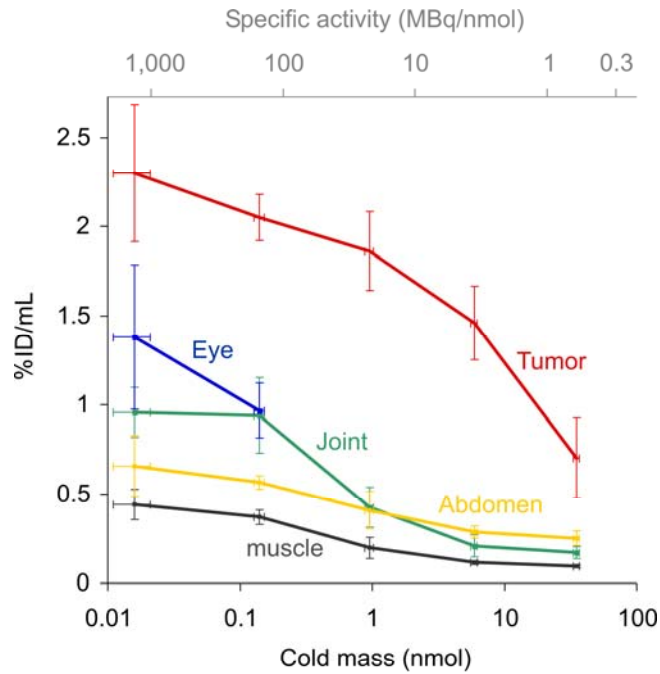 Specific activity (MBq/nmol)
1,000 100 10 1 0.3
2.5
2
1.5
1
0.5
0
%ID/mL
Eye
Tumor
Joint
Abdomen
muscle
0.01 0.1 1 10 100
Cold mass (nmol)